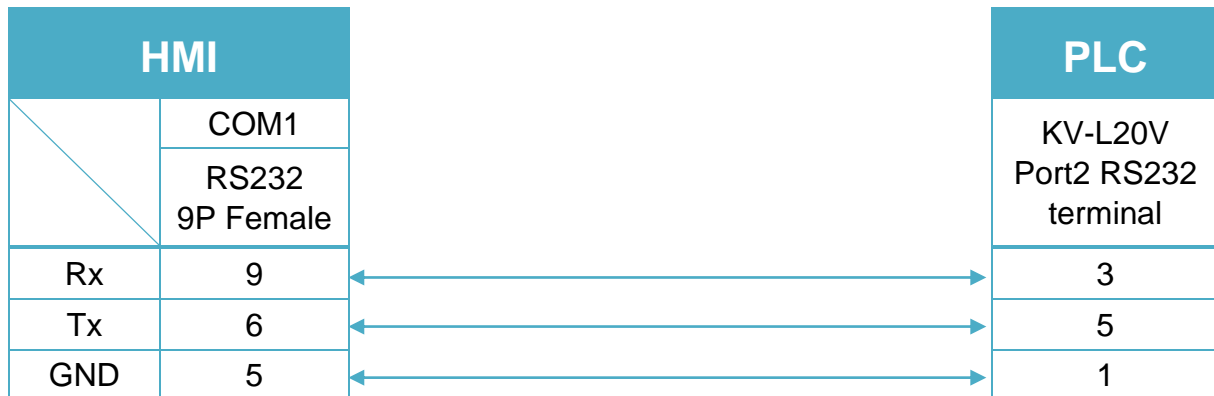 HMI
PLC
COM1
RS232
9P Female
KV-L20V
Port2 RS232
terminal
Rx 9 3
Tx 6 5
GND 5 1